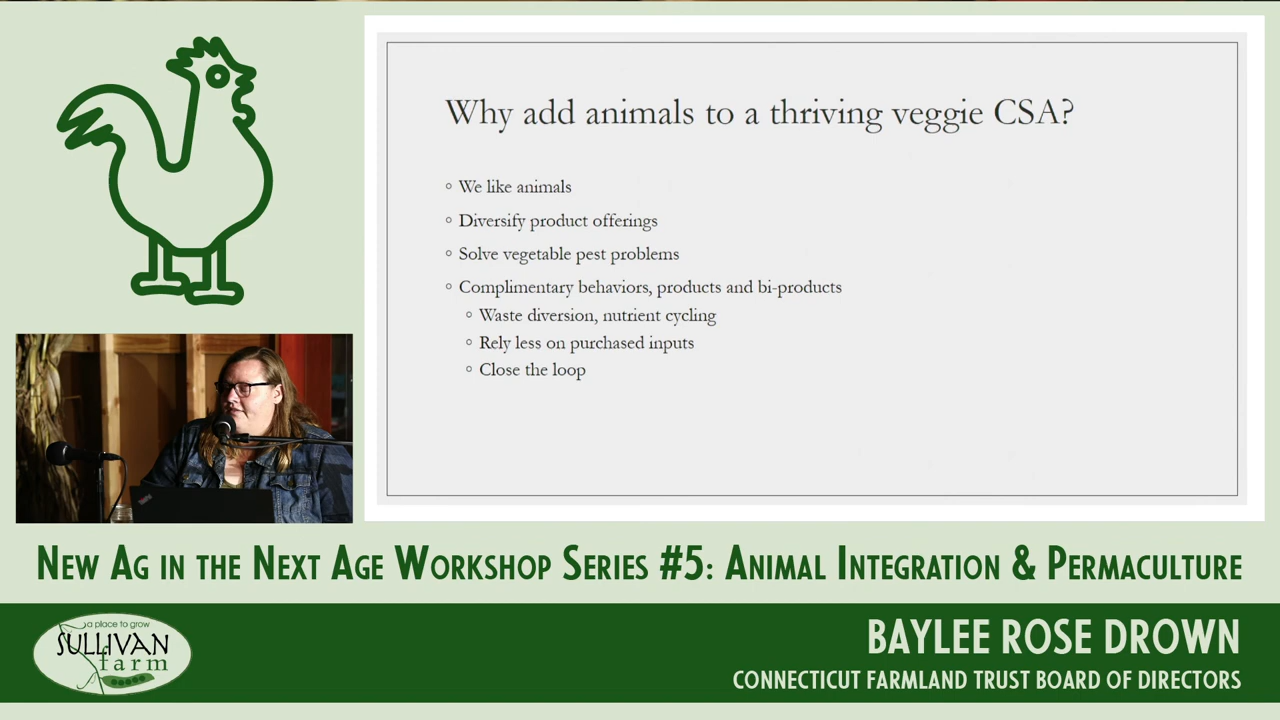 Why add animals to a thriving veggie CSA?
◦ We like animals
◦ Diversify product offerings
◦ Solve vegetable pest problems
◦ Complimentary behaviors, products and bi-products
◦ Waste diversion, nutrient cycling
◦ Rely less on purchased inputs
◦ Close the loop
NEW AG IN THE NEXT AGE WORKSHOP SERIES #5: ANIMAL INTEGRATION & PERMACULTURE
a place to grow
SULLIVAN
farm
BAYLEE ROSE DROWN
CONNECTICUT FARMLAND TRUST BOARD OF DIRECTORS